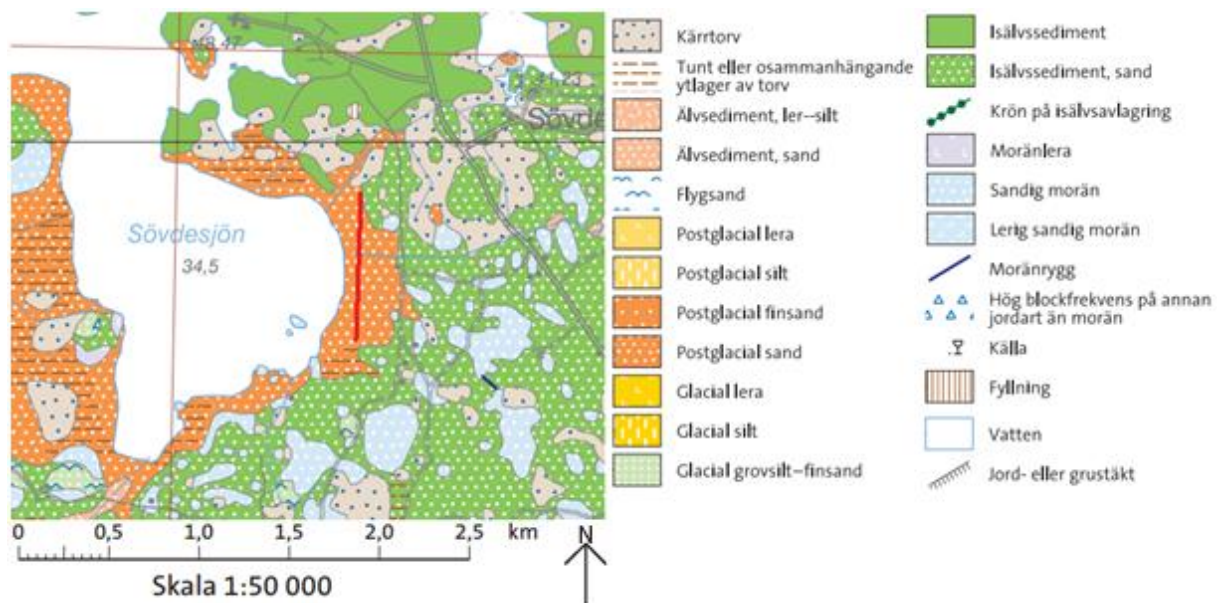 Sövdesjön
34,5
Sövde
Kärrtorv
Tunt eller osammanhängande
ytlager av torv
Älvsediment, ler--silt
Älvsediment, sand
Flygsand
Postglacial lera
Postglacial silt
Postglacial finsand
Postglacial sand
Glacial lera
Glacial silt
Glacial grovsilt–finsand
Isälvssediment
Isälvssediment, sand
Krön på isälvsavlagring
Moränlera
Sandig morän
Lerig sandig morän
Moränrygg
Hög blockfrekvens på annan
jordart än morän
Källa
Fyllning
Vatten
Jord- eller grustäkt
0 0,5 1,0 1,5 2,0 2,5 km N
Skala 1:50 000